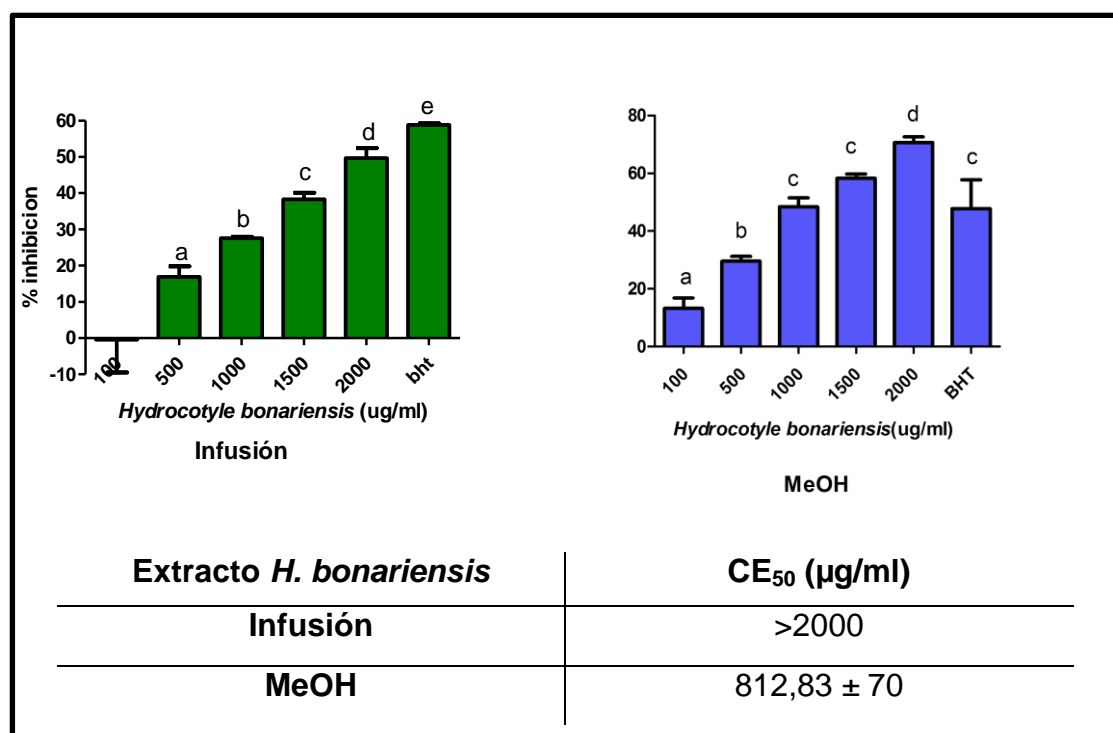 % inhibicion
60
50
40
30
20
10
0
-10
a
b
c
d
e
100
500
1000
1500
2000
bht
Hydrocotyle bonariensis (ug/ml)
Infusión
80
60
40
20
0
a
b
c
c
d
c
100
500
1000
1500
2000
BHT
Hydrocotyle bonariensis(ug/ml)
MeOH
Extracto H. bonariensis CE₅₀ (µg/ml)
Infusión >2000
MeOH 812,83 ± 70